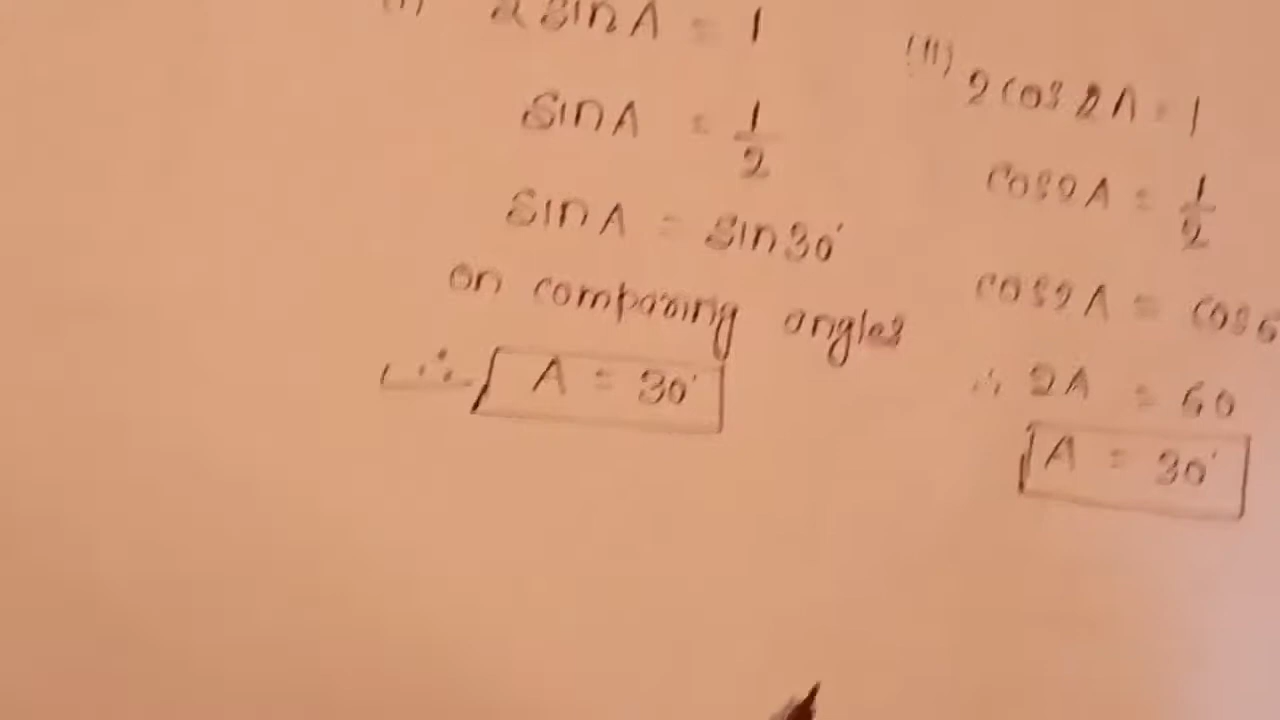 (i) 2 sin A = 1
sin A = 1/2
sin A = sin 30°
on comparing angles
∴ A = 30°
(ii) 2 cos 2A = 1
cos 2A = 1/2
cos 2A = cos 6
∴ 2A = 60
A = 30°